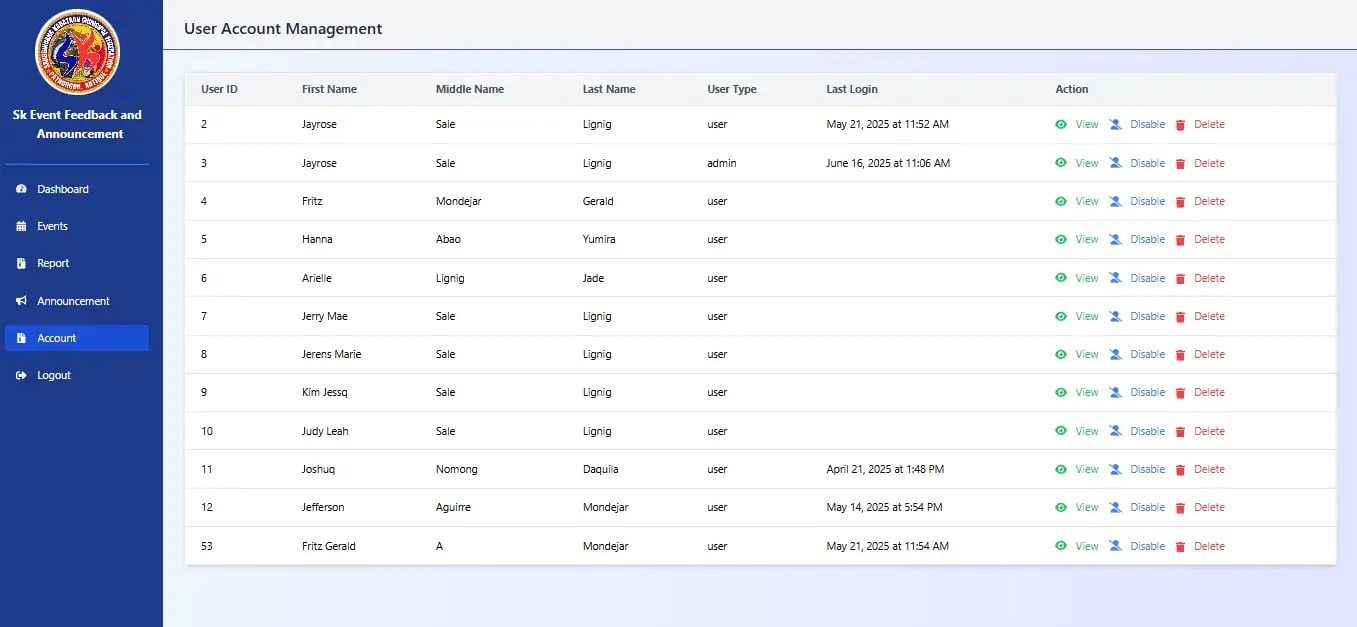 Sk Event Feedback and
Announcement
Dashboard
Events
Report
Announcement
Account
Logout
User Account Management
User ID First Name Middle Name Last Name User Type Last Login Action
2 Jayrose Sale Lignig user May 21, 2025 at 11:52 AM View Disable Delete
3 Jayrose Sale Lignig admin June 16, 2025 at 11:06 AM View Disable Delete
4 Fritz Mondejar Gerald user View Disable Delete
5 Hanna Abao Yumira user View Disable Delete
6 Arielle Lignig Jade user View Disable Delete
7 Jerry Mae Sale Lignig user View Disable Delete
8 Jerens Marie Sale Lignig user View Disable Delete
9 Kim Jessq Sale Lignig user View Disable Delete
10 Judy Leah Sale Lignig user View Disable Delete
11 Joshuq Nomong Daquila user April 21, 2025 at 1:48 PM View Disable Delete
12 Jefferson Aguirre Mondejar user May 14, 2025 at 5:54 PM View Disable Delete
53 Fritz Gerald A Mondejar user May 21, 2025 at 11:54 AM View Disable Delete